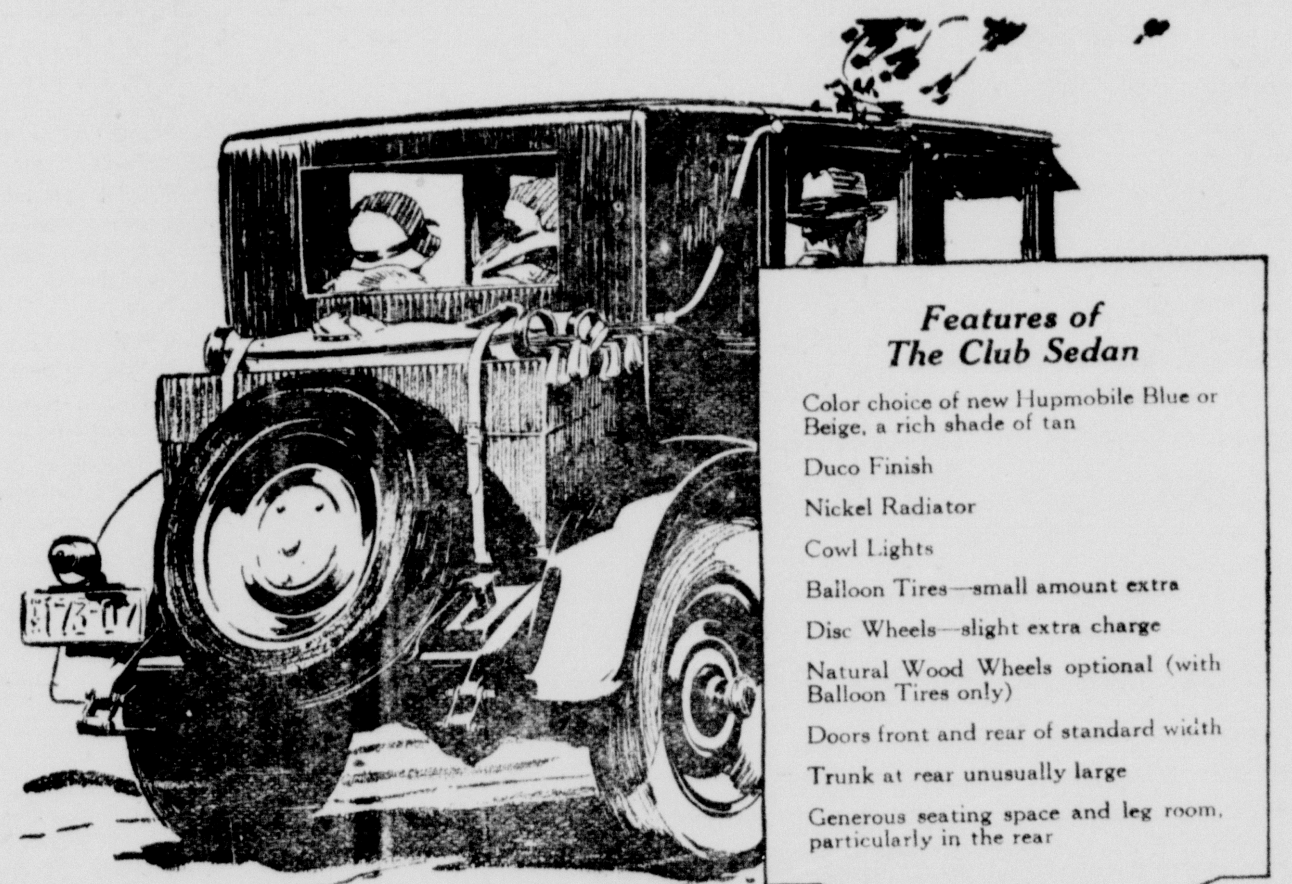 173-07
Features of
The Club Sedan
Color choice of new Hupmobile Blue or
Beige, a rich shade of tan
Duco Finish
Nickel Radiator
Cowl Lights
Balloon Tires—small amount extra
Disc Wheels—slight extra charge
Natural Wood Wheels optional (with
Balloon Tires only)
Doors front and rear of standard width
Trunk at rear unusually large
Generous seating space and leg room,
particularly in the rear